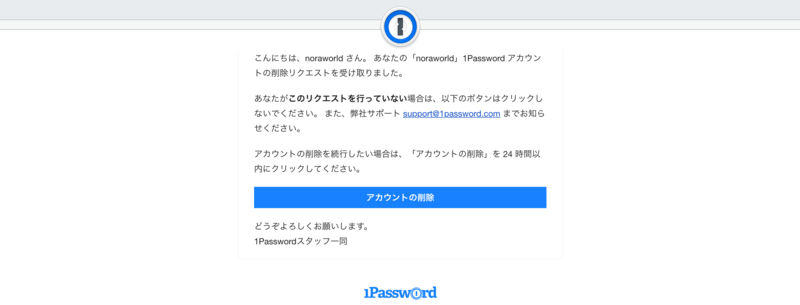 こんにちは、noraworld さん。 あなたの「noraworld」1Password アカウン
トの削除リクエストを受け取りました。
あなたがこのリクエストを行っていない場合は、以下のボタンはクリックし
ないでください。 また、弊社サポート support@1password.com までお知ら
せください。
アカウントの削除を続行したい場合は、「アカウントの削除」を 24 時間以
内にクリックしてください。
アカウントの削除
どうぞよろしくお願いします。
1Passwordスタッフ一同
1Password